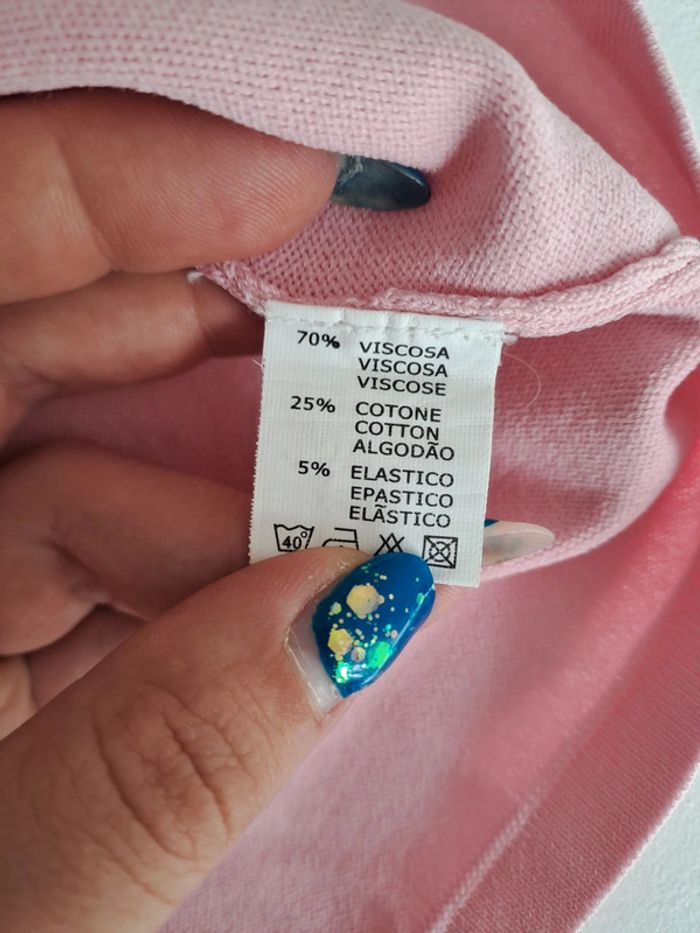 70% VISCOSA
VISCOSA
VISCOSE
25% COTONE
COTTON
ALGODÃO
5% ELASTICO
EPASTICO
ELÃSTICO
40°